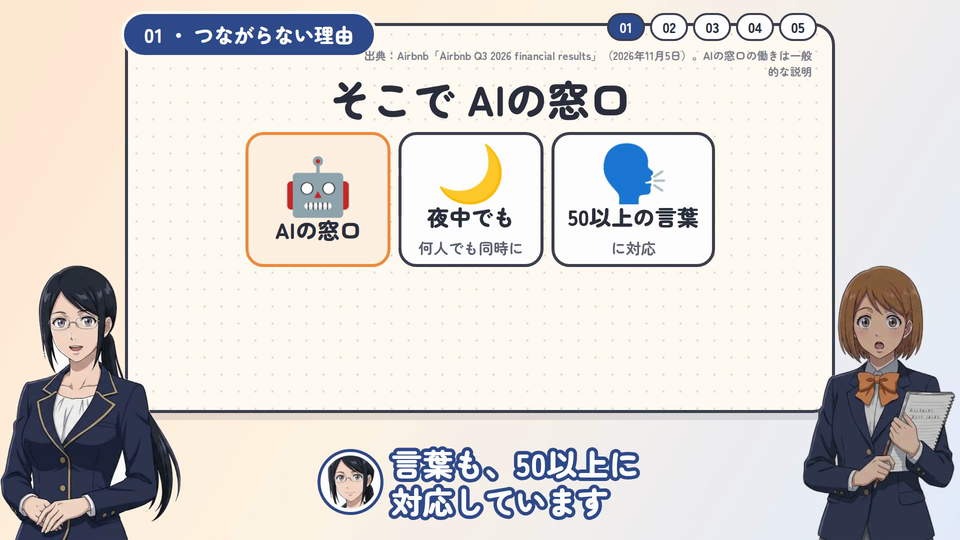 01 ・ つながらない理由
01 02 03 04 05
出典：Airbnb「Airbnb Q3 2026 financial results」（2026年11月5日）。AIの窓口の働きは一般
的な説明
そこで AIの窓口
AIの窓口
夜中でも
何人でも同時に
50以上の言葉
に対応
言葉も、50以上に
対応しています